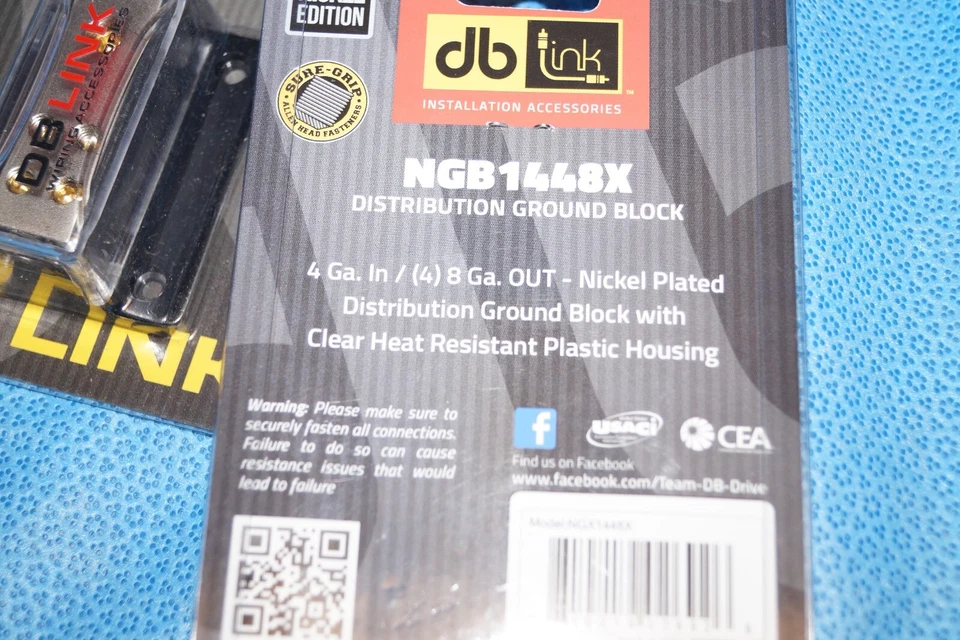 EDITION
SURE-GRIP
ALLEN HEAD FASTENERS
db Link
TM
INSTALLATION ACCESSORIES
NGB1448X
DISTRIBUTION GROUND BLOCK
4 Ga. In / (4) 8 Ga. OUT - Nickel Plated
Distribution Ground Block with
Clear Heat Resistant Plastic Housing
Warning: Please make sure to
securely fasten all connections.
Failure to do so can cause
resistance issues that would
lead to failure
f
USACi
CEA
Find us on Facebook
www.facebook.com/Team-DB-Drive
Model:NGX1448X
DB LINK
WIRING ACCESSORIES
LINK